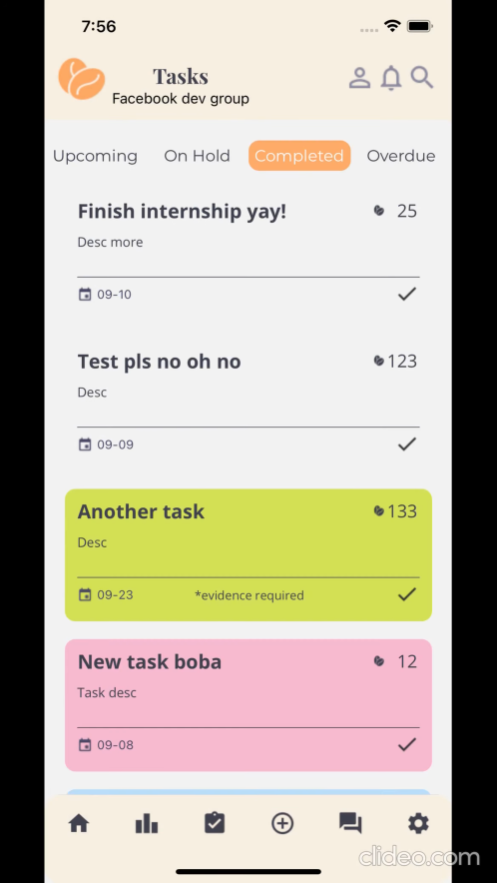 7:56
Tasks
Facebook dev group
Upcoming On Hold Completed Overdue
Finish internship yay! 25
Desc more
09-10
Test pls no oh no 123
Desc
09-09
Another task 133
Desc
09-23 *evidence required
New task boba 12
Task desc
09-08
clideo.com